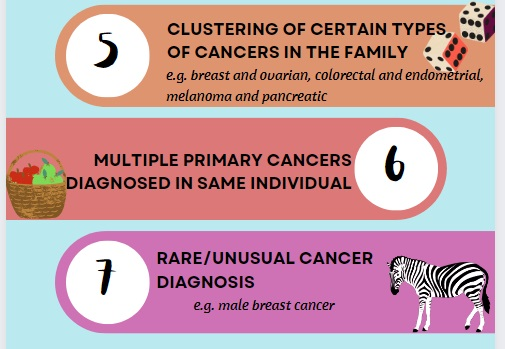 5
CLUSTERING OF CERTAIN TYPES
OF CANCERS IN THE FAMILY
e.g. breast and ovarian, colorectal and endometrial,
melanoma and pancreatic
MULTIPLE PRIMARY CANCERS
DIAGNOSED IN SAME INDIVIDUAL
6
7
RARE/UNUSUAL CANCER
DIAGNOSIS
e.g. male breast cancer